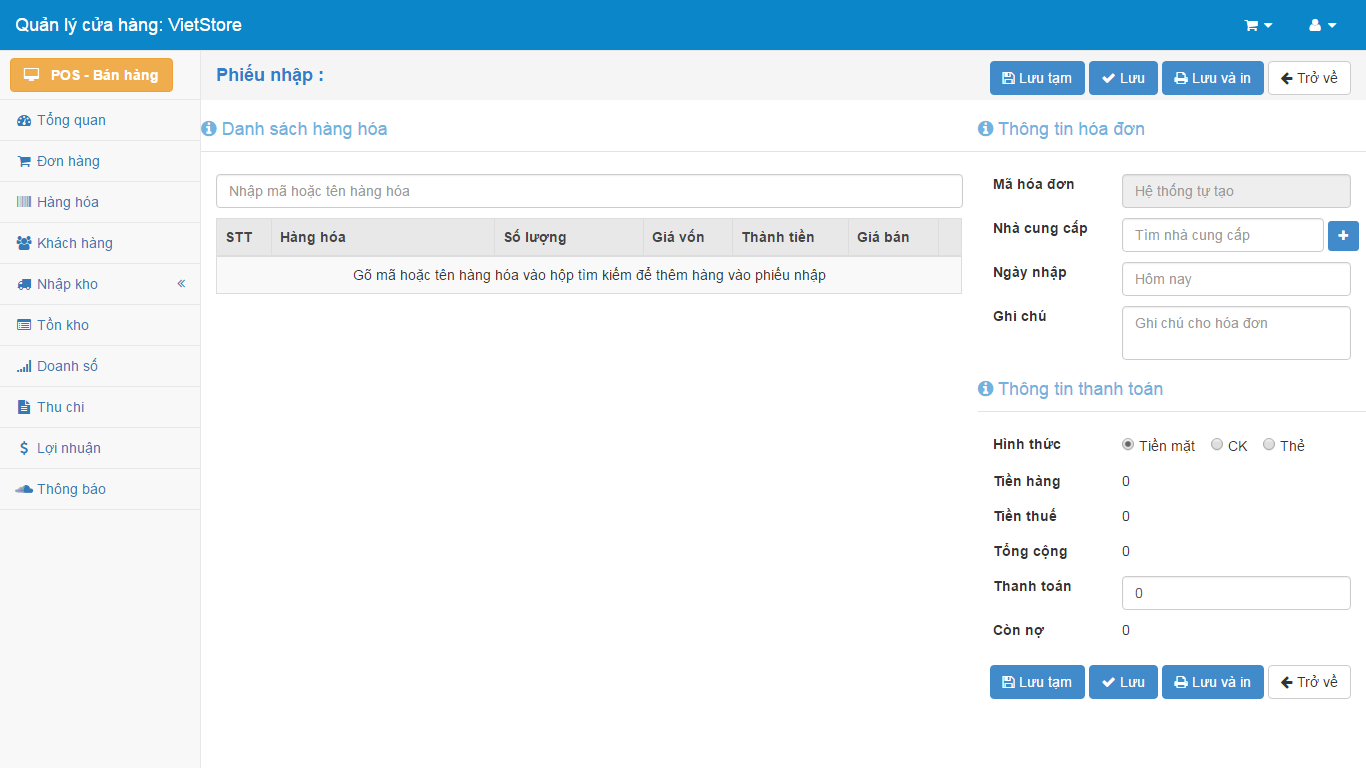 Quản lý cửa hàng: VietStore
POS - Bán hàng
Tổng quan
Đơn hàng
Hàng hóa
Khách hàng
Nhập kho
Tồn kho
Doanh số
Thu chi
Lợi nhuận
Thông báo
Phiếu nhập :
Lưu tạm Lưu Lưu và in Trở về
Danh sách hàng hóa
Nhập mã hoặc tên hàng hóa
STT Hàng hóa Số lượng Giá vốn Thành tiền Giá bán
Gõ mã hoặc tên hàng hóa vào hộp tìm kiếm để thêm hàng vào phiếu nhập
Thông tin hóa đơn
Mã hóa đơn Hệ thống tự tạo
Nhà cung cấp Tìm nhà cung cấp
Ngày nhập Hôm nay
Ghi chú Ghi chú cho hóa đơn
Thông tin thanh toán
Hình thức Tiền mặt CK Thẻ
Tiền hàng 0
Tiền thuế 0
Tổng cộng 0
Thanh toán 0
Còn nợ 0
Lưu tạm Lưu Lưu và in Trở về